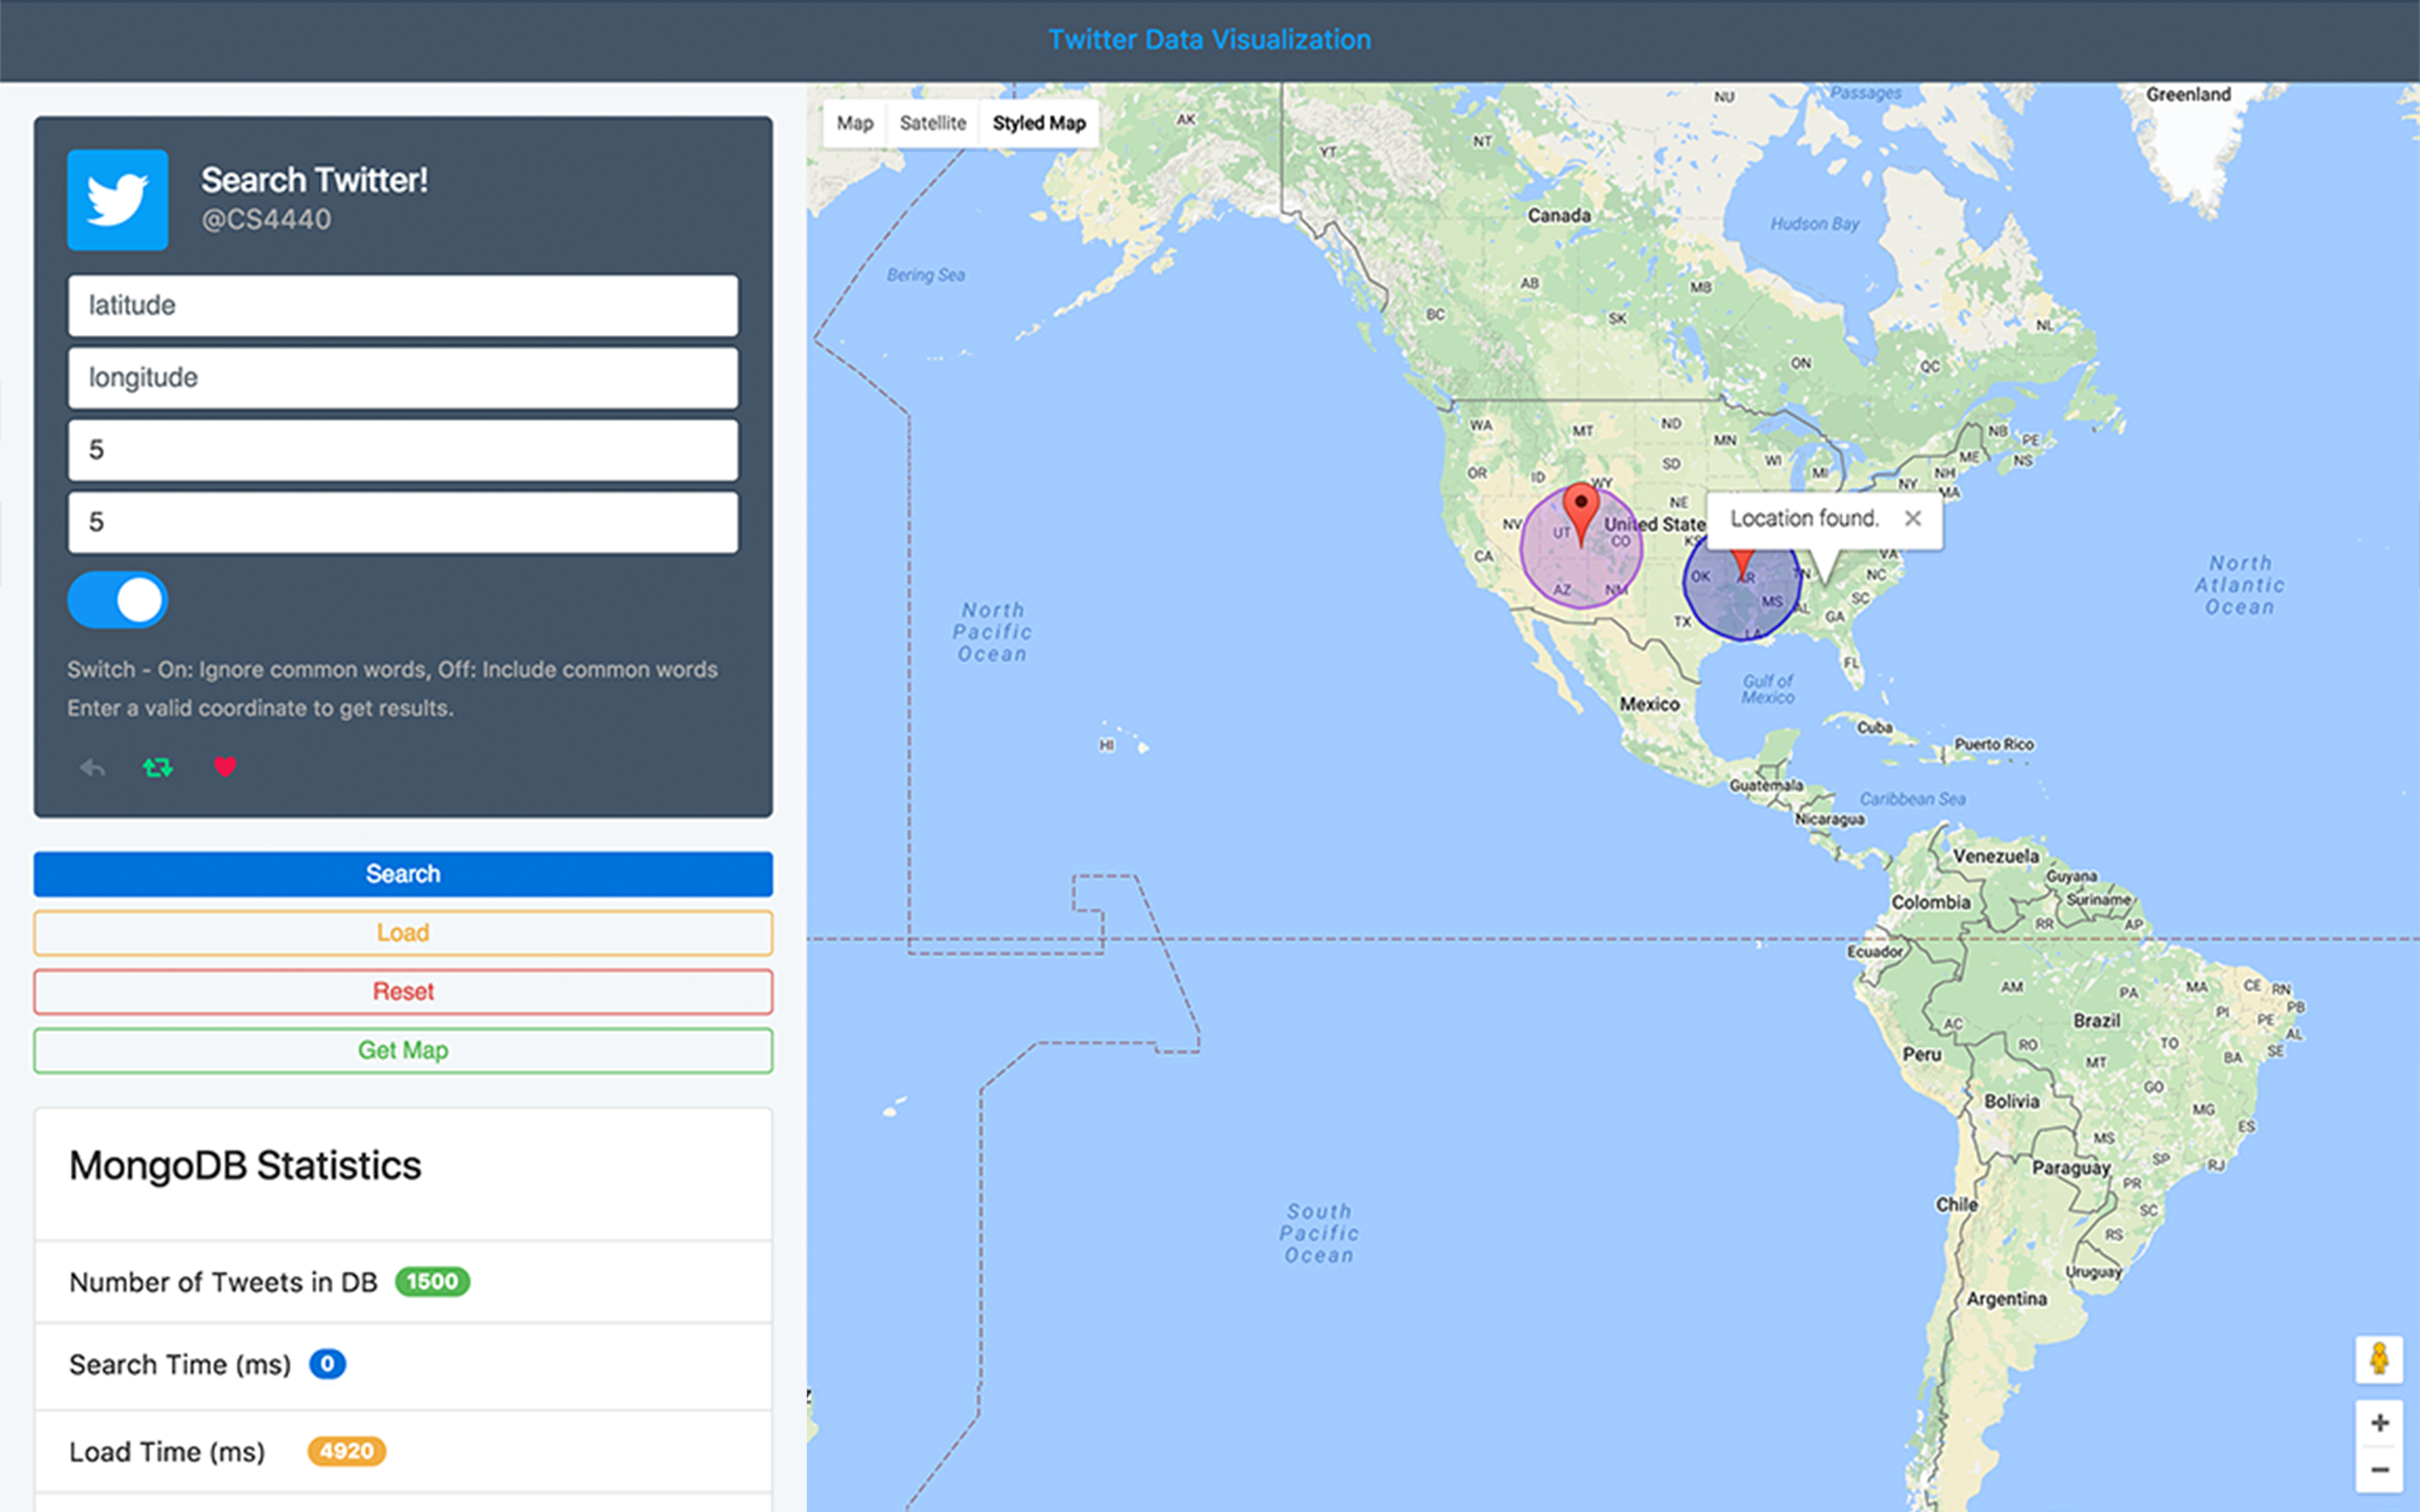 Twitter Data Visualization
Search Twitter!
@CS4440
latitude
longitude
5
5
Switch - On: Ignore common words, Off: Include common words
Enter a valid coordinate to get results.
Search
Load
Reset
Get Map
MongoDB Statistics
Number of Tweets in DB 1500
Search Time (ms) 0
Load Time (ms) 4920
Map Satellite Styled Map
Passages
Greenland
NU
AK
NT
YT
Canada
Hudson Bay
Bering Sea
AB
MB
BC
SK
NL
ON
QC
WA
MT
ND
MN
NB
PE
OR
ID
SD
WI
MI
ME
NS
NH
WY
NY
MA
NE
Location found.
NV
UT
United State
CO
KS
CA
VA
OK
AR
TN
NC
AZ
NM
MS
AL
SC
GA
TX
LA
FL
North
Pacific
Ocean
North
Atlantic
Ocean
Gulf of
Mexico
Mexico
Cuba
HI
Puerto Rico
Guatemala
Caribbean Sea
Nicaragua
Venezuela
Guyana
Colombia
Suriname
RR
AP
Ecuador
AM
PA
MA
CE
RN
PB
PI
PE
AC
Brazil
AL
RO
TO
SE
Peru
MT
BA
GO
Bolivia
MG
ES
MS
SP
RJ
Paraguay
PR
Chile
SC
South
Pacific
Ocean
RS
Uruguay
Argentina